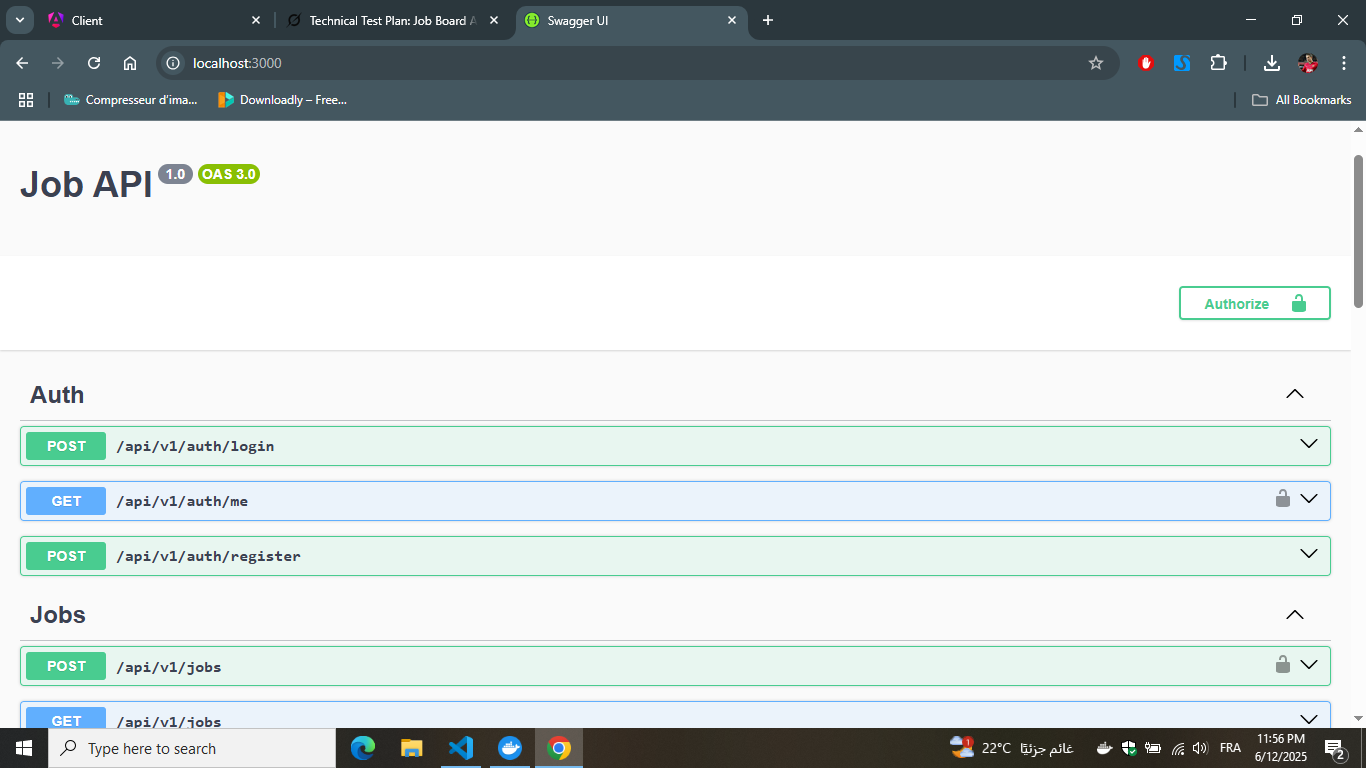 Client
Technical Test Plan: Job Board A
Swagger UI
localhost:3000
Compresseur d'ima...
Downloadly – Free...
All Bookmarks
Job API 1.0 OAS 3.0
Authorize
Auth
POST /api/v1/auth/login
GET /api/v1/auth/me
POST /api/v1/auth/register
Jobs
POST /api/v1/jobs
GET /api/v1/jobs
Type here to search
1
22°C غائم جزئيًا
FRA
11:56 PM
6/12/2025
2